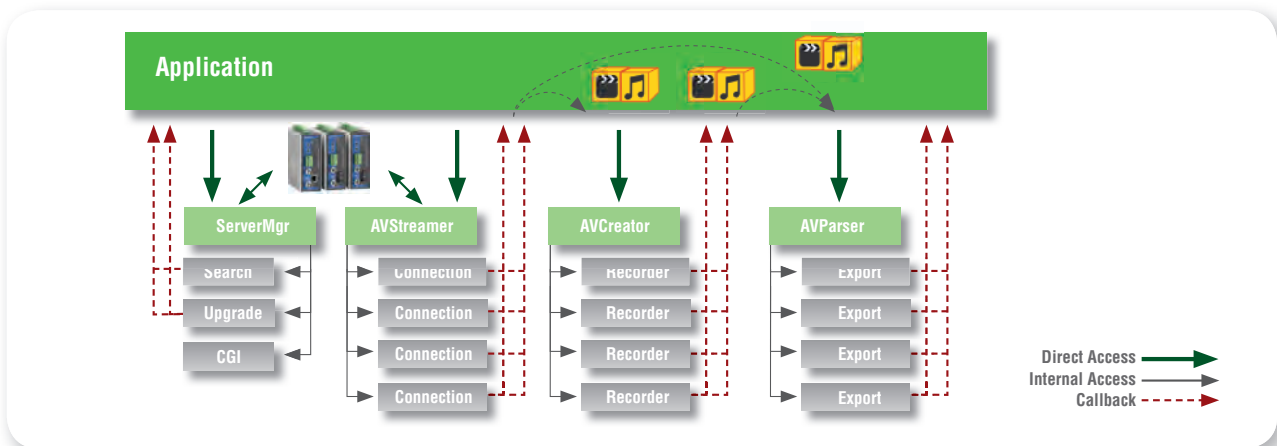 Application
ServerMgr
AVStreamer
AVCreator
AVParser
Search
Connection
Recorder
Export
Upgrade
Connection
Recorder
Export
CGI
Connection
Recorder
Export
Connection
Recorder
Export
Direct Access
Internal Access
Callback